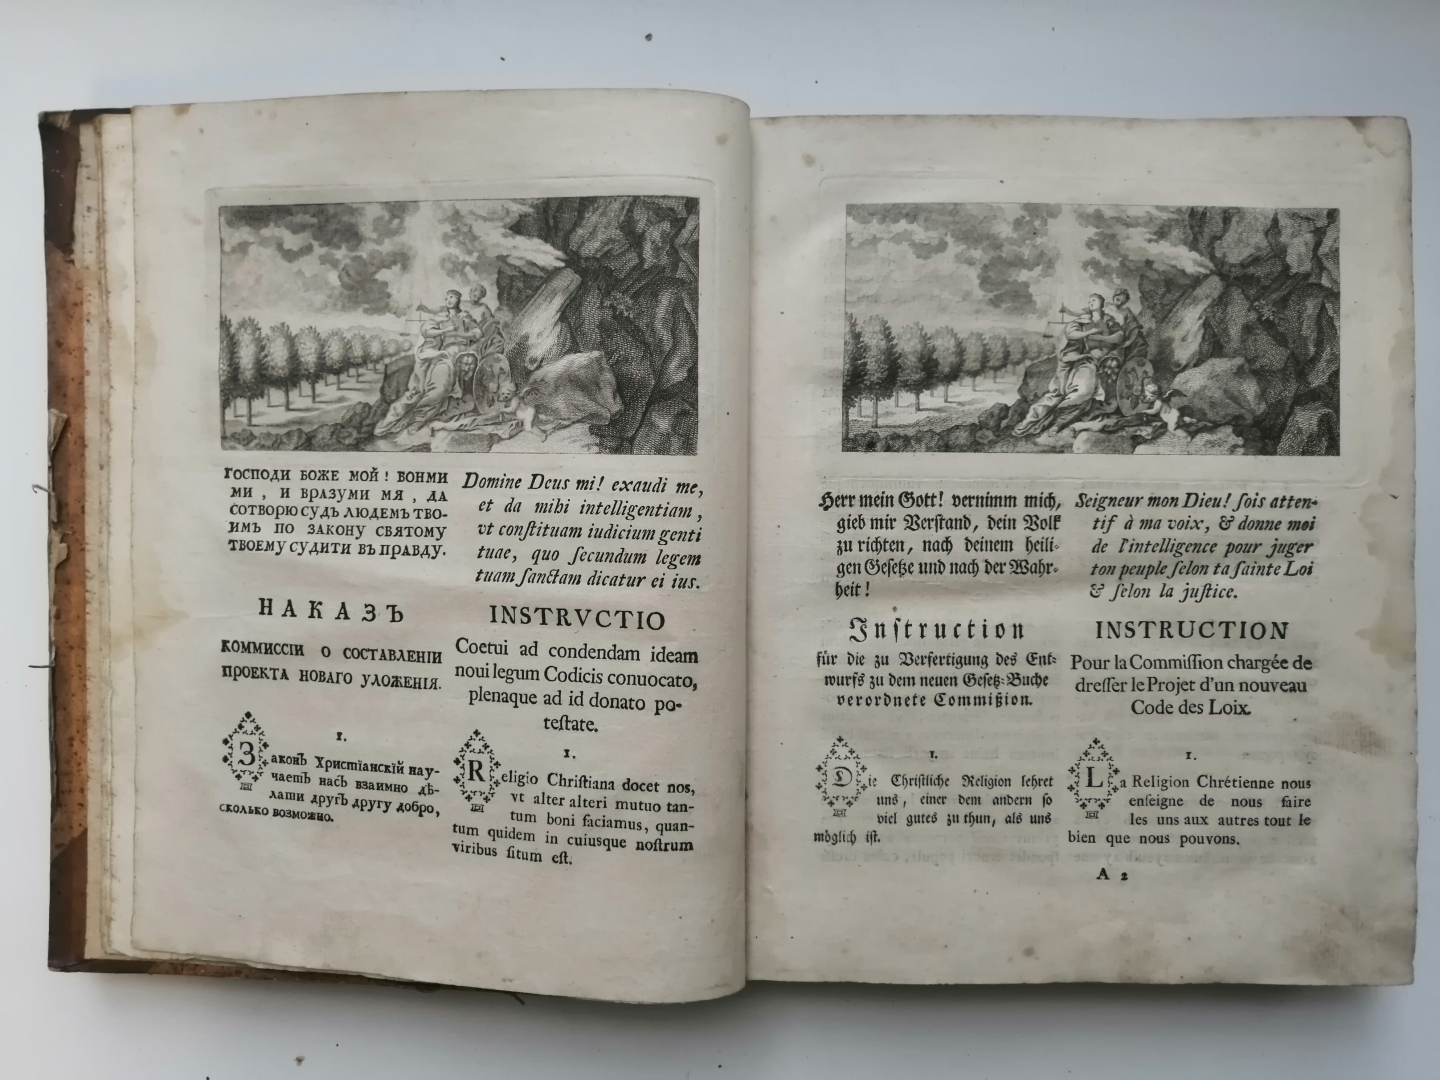 ГОСПОДИ БОЖЕ МОЙ! ВОНМИ
МИ, И ВРАЗУМИ МЯ, ДА
СОТВОРЮ СУДЪ ЛЮДЕМЪ ТВО-
ИМЪ ПО ЗАКОНУ СВЯТОМУ
ТВОЕМУ СУДИТИ ВЪ ПРАВДУ.
НАКАЗЪ
КОММИССІИ О СОСТАВЛЕНІИ
ПРОЕКТА НОВАГО УЛОЖЕНІЯ.
1.
Законъ Христіанскій нау-
чаетъ насъ взаимно дѣ-
лати другъ другу добро,
сколько возможно.
Domine Deus mi! exaudi me,
et da mihi intelligentiam,
vt conſtituam iudicium genti
tuae, quo ſecundum legem
tuam ſanctam dicatur ei ius.
INSTRVCTIO
Coetui ad condendam ideam
noui legum Codicis conuocato,
plenaque ad id donato po-
teſtate.
1.
Religio Chriſtiana docet nos,
vt alter alteri mutuo tan-
tum boni faciamus, quan-
tum quidem in cuiusque noſtrum
viribus ſitum eſt.
Herr mein Gott! vernimm mich,
gieb mir Verſtand, dein Volk
zu richten, nach deinem heili-
gen Geſetze und nach der Wahr-
heit!
Inſtruction
für die zu Verfertigung des Ent-
wurfs zu dem neuen Geſetz-Buche
verordnete Commißion.
1.
Die Chriſtliche Religion lehret
uns, einer dem andern ſo
viel gutes zu thun, als uns
möglich iſt.
Seigneur mon Dieu! ſois atten-
tif à ma voix, & donne moi
de l'intelligence pour juger
ton peuple ſelon ta ſainte Loi
& ſelon la juſtice.
INSTRUCTION
Pour la Commiſſion chargée de
dreſſer le Projet d'un nouveau
Code des Loix.
1.
La Religion Chrétienne nous
enſeigne de nous faire
les uns aux autres tout le
bien que nous pouvons.
A 2